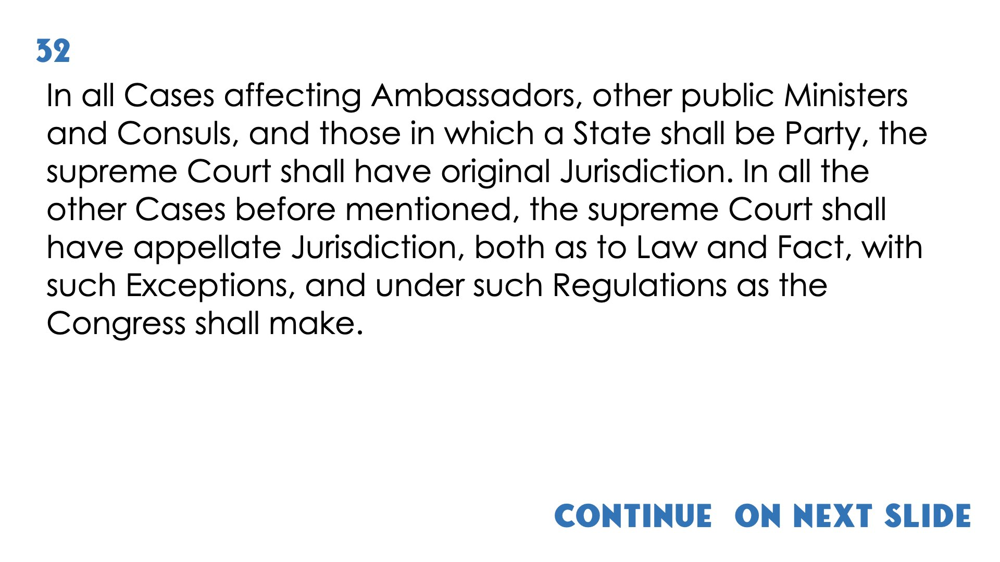 32
In all Cases affecting Ambassadors, other public Ministers
and Consuls, and those in which a State shall be Party, the
supreme Court shall have original Jurisdiction. In all the
other Cases before mentioned, the supreme Court shall
have appellate Jurisdiction, both as to Law and Fact, with
such Exceptions, and under such Regulations as the
Congress shall make.
CONTINUE ON NEXT SLIDE